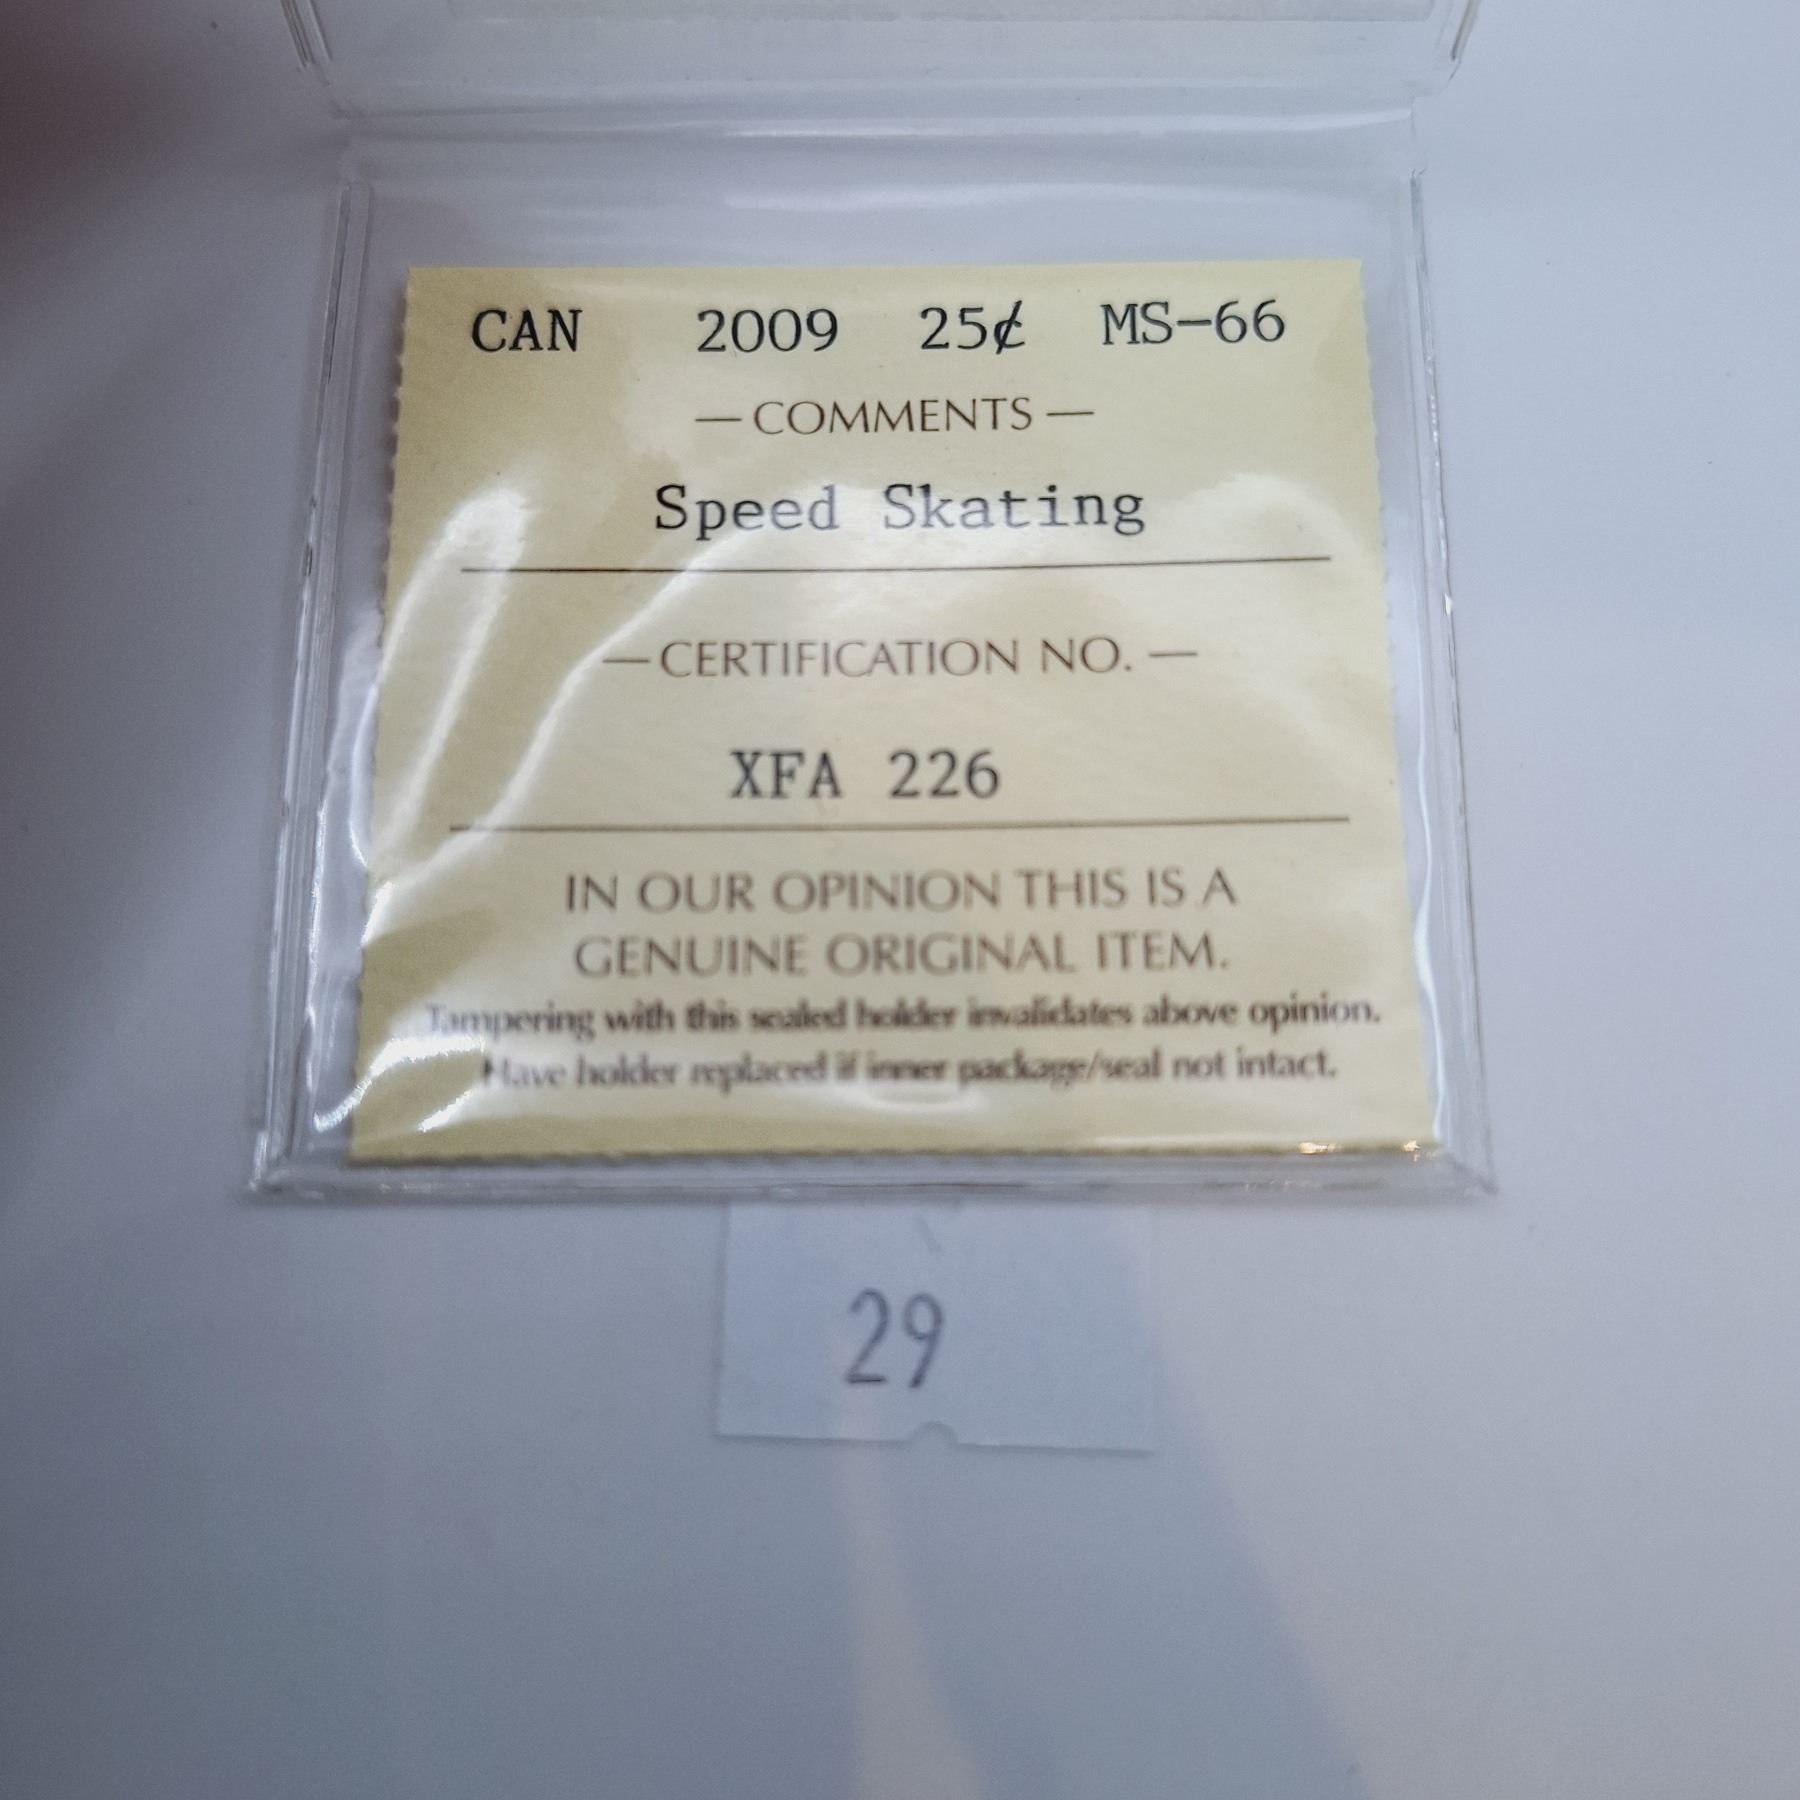 CAN 2009 25¢ MS-66
— COMMENTS —
Speed Skating
— CERTIFICATION NO. —
XFA 226
IN OUR OPINION THIS IS A
GENUINE ORIGINAL ITEM.
Tampering with this sealed holder invalidates above opinion.
Have holder replaced if inner package/seal not intact.
29